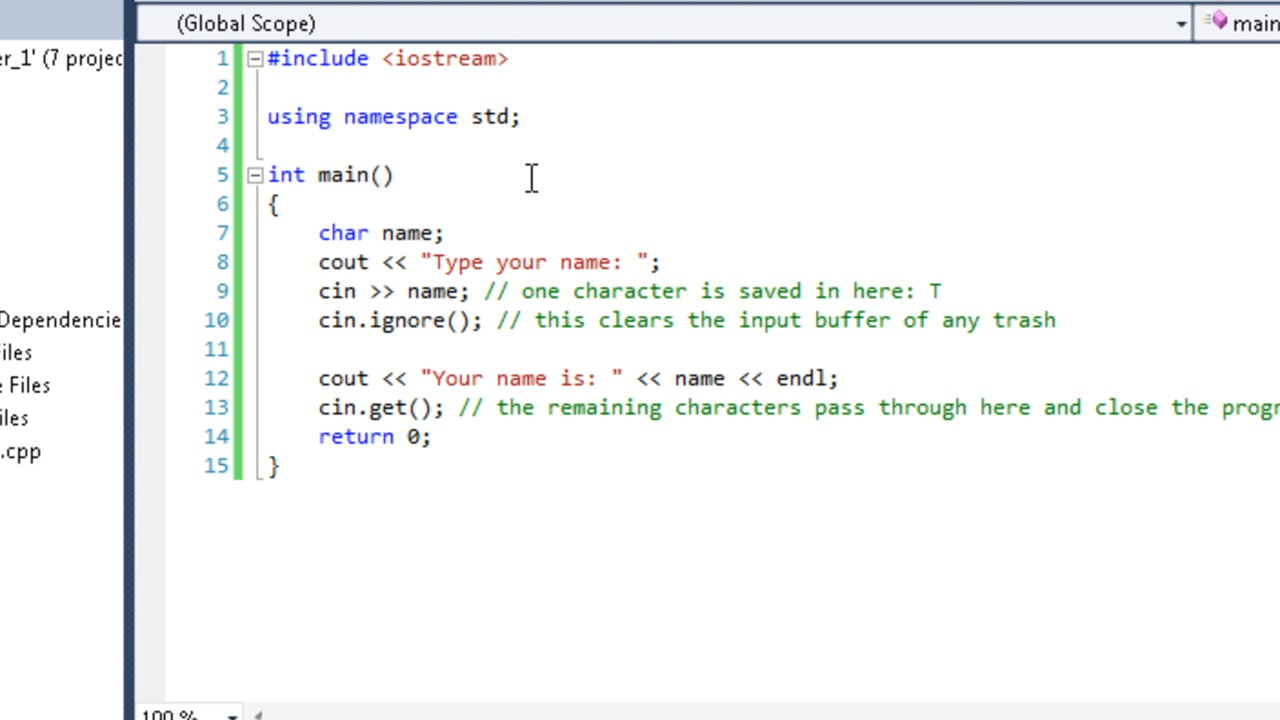 (Global Scope)
main
er_1' (7 projec
Dependencie
iles
e Files
iles
.cpp
1 #include <iostream>
2
3 using namespace std;
4
5 int main()
6 {
7 char name;
8 cout << "Type your name: ";
9 cin >> name; // one character is saved in here: T
10 cin.ignore(); // this clears the input buffer of any trash
11
12 cout << "Your name is: " << name << endl;
13 cin.get(); // the remaining characters pass through here and close the progr
14 return 0;
15 }
100 %